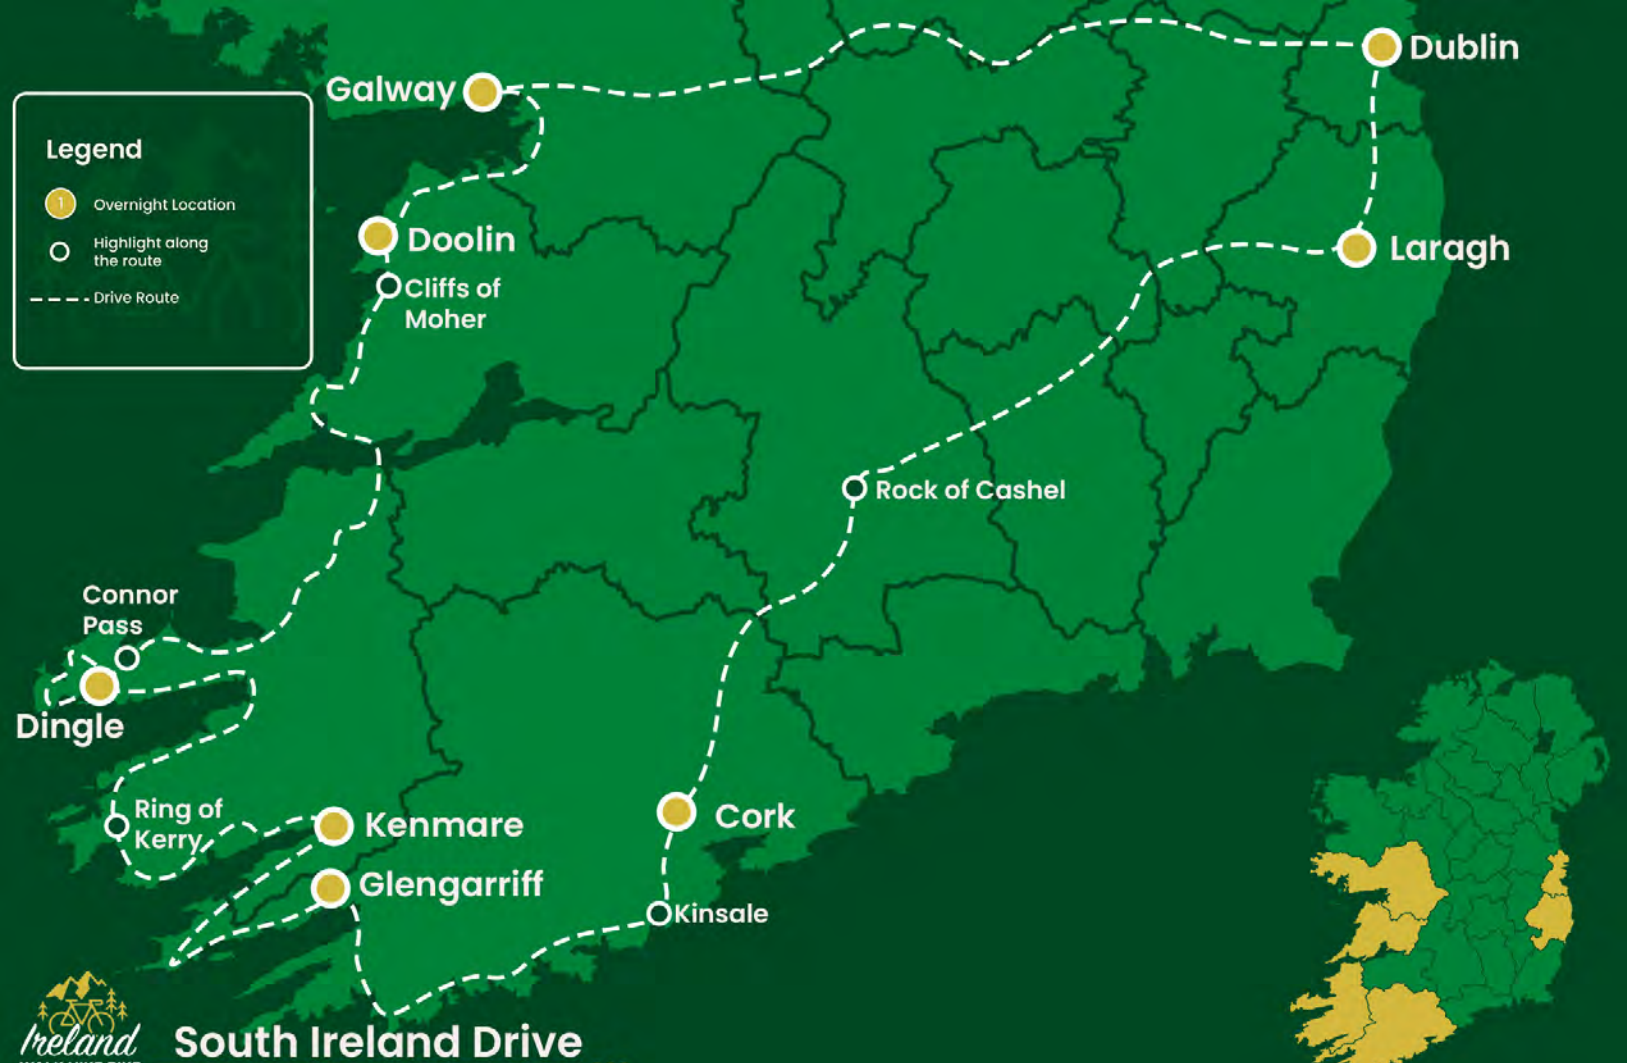 Dublin
Galway
Legend
1 Overnight Location
Highlight along
the route
Drive Route
Doolin
Laragh
Cliffs of
Moher
Rock of Cashel
Connor
Pass
Dingle
Ring of
Kerry
Kenmare
Cork
Glengarriff
Kinsale
Ireland
South Ireland Drive